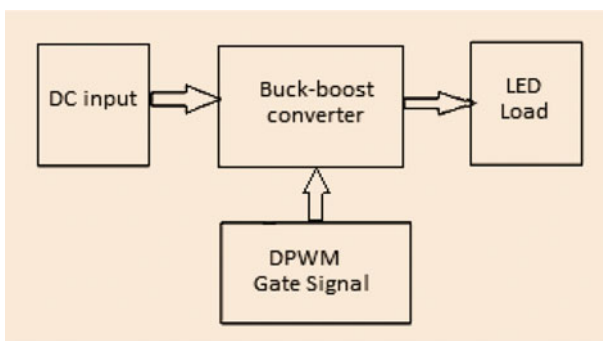 DC input
Buck-boost
converter
LED
Load
DPWM
Gate Signal